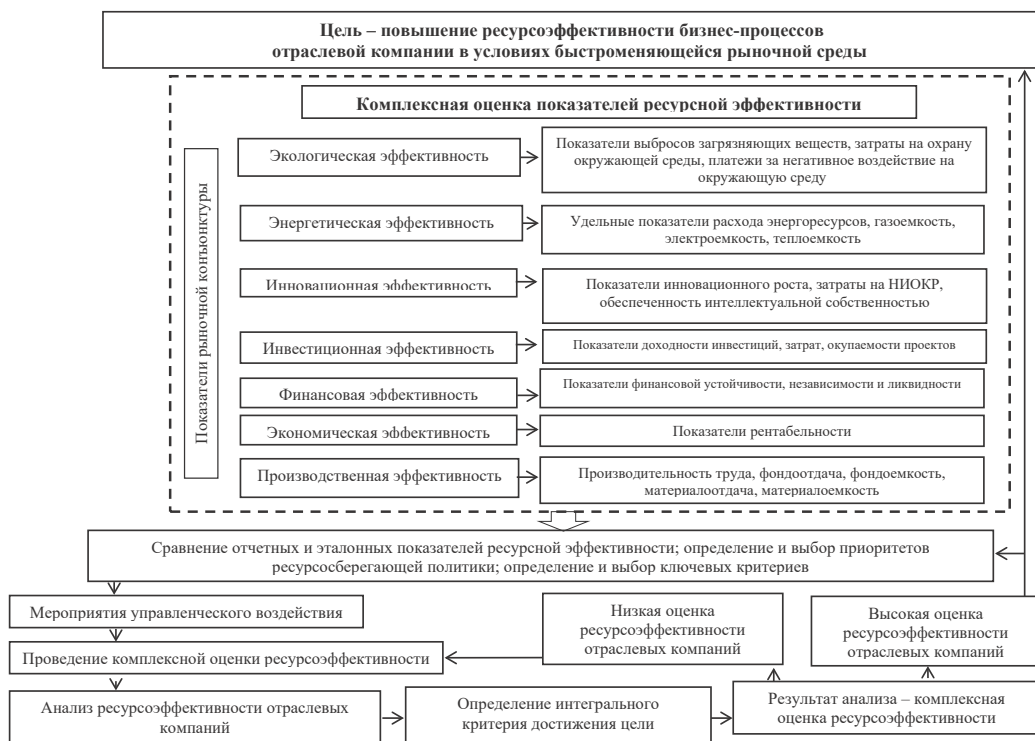 Цель – повышение ресурсоэффективности бизнес-процессов
отраслевой компании в условиях быстроменяющейся рыночной среды
Комплексная оценка показателей ресурсной эффективности
Показатели рыночной конъюнктуры
Экологическая эффективность
Показатели выбросов загрязняющих веществ, затраты на охрану
окружающей среды, платежи за негативное воздействие на
окружающую среду
Энергетическая эффективность
Удельные показатели расхода энергоресурсов, газоемкость,
электроемкость, теплоемкость
Инновационная эффективность
Показатели инновационного роста, затраты на НИОКР,
обеспеченность интеллектуальной собственностью
Инвестиционная эффективность
Показатели доходности инвестиций, затрат, окупаемости проектов
Финансовая эффективность
Показатели финансовой устойчивости, независимости и ликвидности
Экономическая эффективность
Показатели рентабельности
Производственная эффективность
Производительность труда, фондоотдача, фондоемкость,
материалоотдача, материалоемкость
Сравнение отчетных и эталонных показателей ресурсной эффективности; определение и выбор приоритетов
ресурсосберегающей политики; определение и выбор ключевых критериев
Мероприятия управленческого воздействия
Низкая оценка
ресурсоэффективности
отраслевых компаний
Высокая оценка
ресурсоэффективности
отраслевых компаний
Проведение комплексной оценки ресурсоэффективности
Анализ ресурсоэффективности отраслевых
компаний
Определение интегрального
критерия достижения цели
Результат анализа – комплексная
оценка ресурсоэффективности